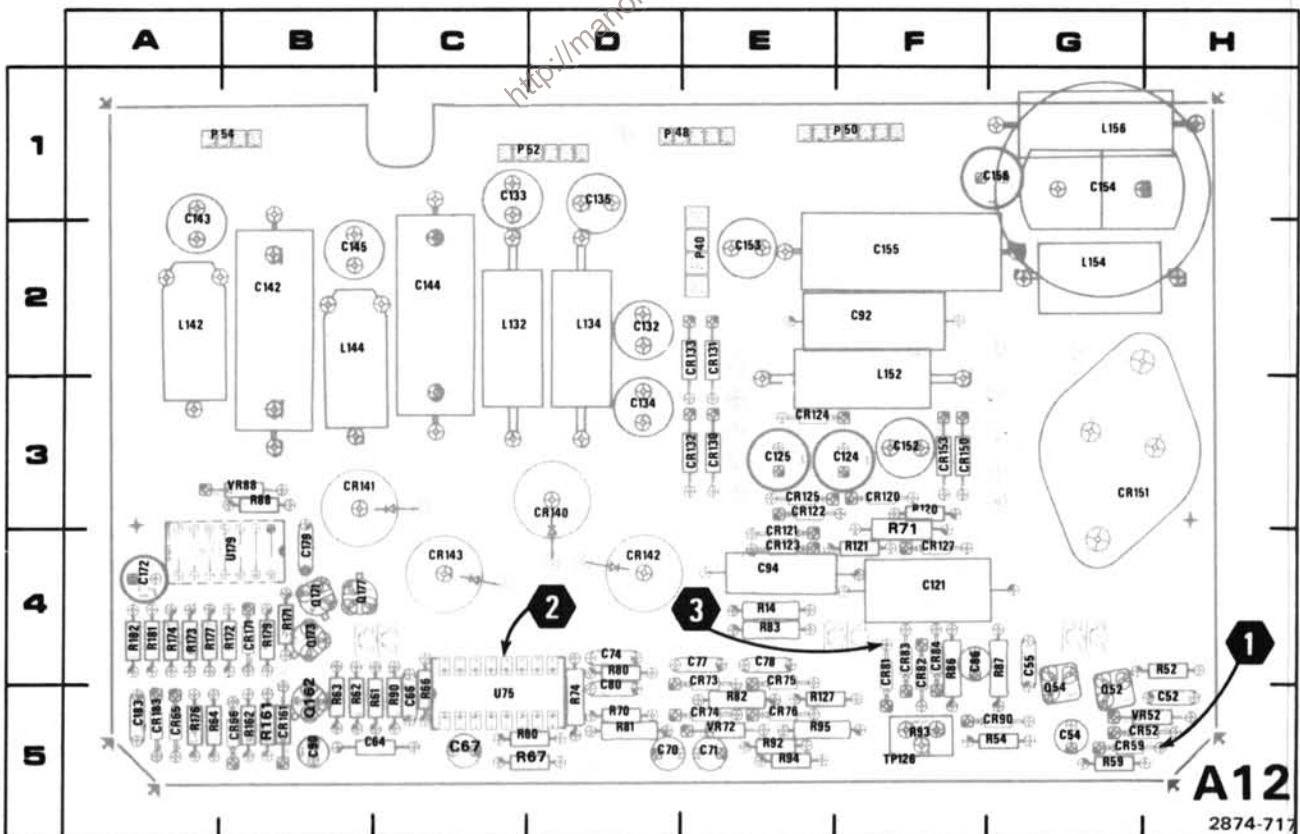 http://manol
A B C D E F G H
1
P54 P52 P48 P50 L156
C156 C154
C143 C133 C135
C145 P40 C153 C155 L154
2
C142 C144 C92
L142 L144 L132 L134 C132
CR133 CR131 L152
C134 CR124
3
CR132 CR130 C125 C124 C152 CR153 CR150
VR88 CR141 CR125 CR120 CR151
R88 CR140 CR122 R120
CR121 R71
U179 C179 CR143 CR142 CR123 R121 CR127
C172 C94 C121
4
Q171 Q177 2 3 R14
R182 R181 R174 R173 R177 R172 CR171 R179 R171 Q173 R83
1
C74 C77 C78 CR81 CR83 CR82 CR84 R86 C86 R87 C55 R52
R80 CR73 CR75 Q54 Q52
C183 CR183 CR65 R176 R64 CR66 R162 R161 CR161 Q162 R63 R62 R61 R90 C66 R66 U75 R74 C80 R82 R127 C52
R70 CR74 CR76 VR52
R81 VR72 R95 R93 CR90 CR52
5
C90 C64 C67 R80 C70 C71 R92 R54 C54 CR59
R67 R94 TP126 R59
A12
2874-717